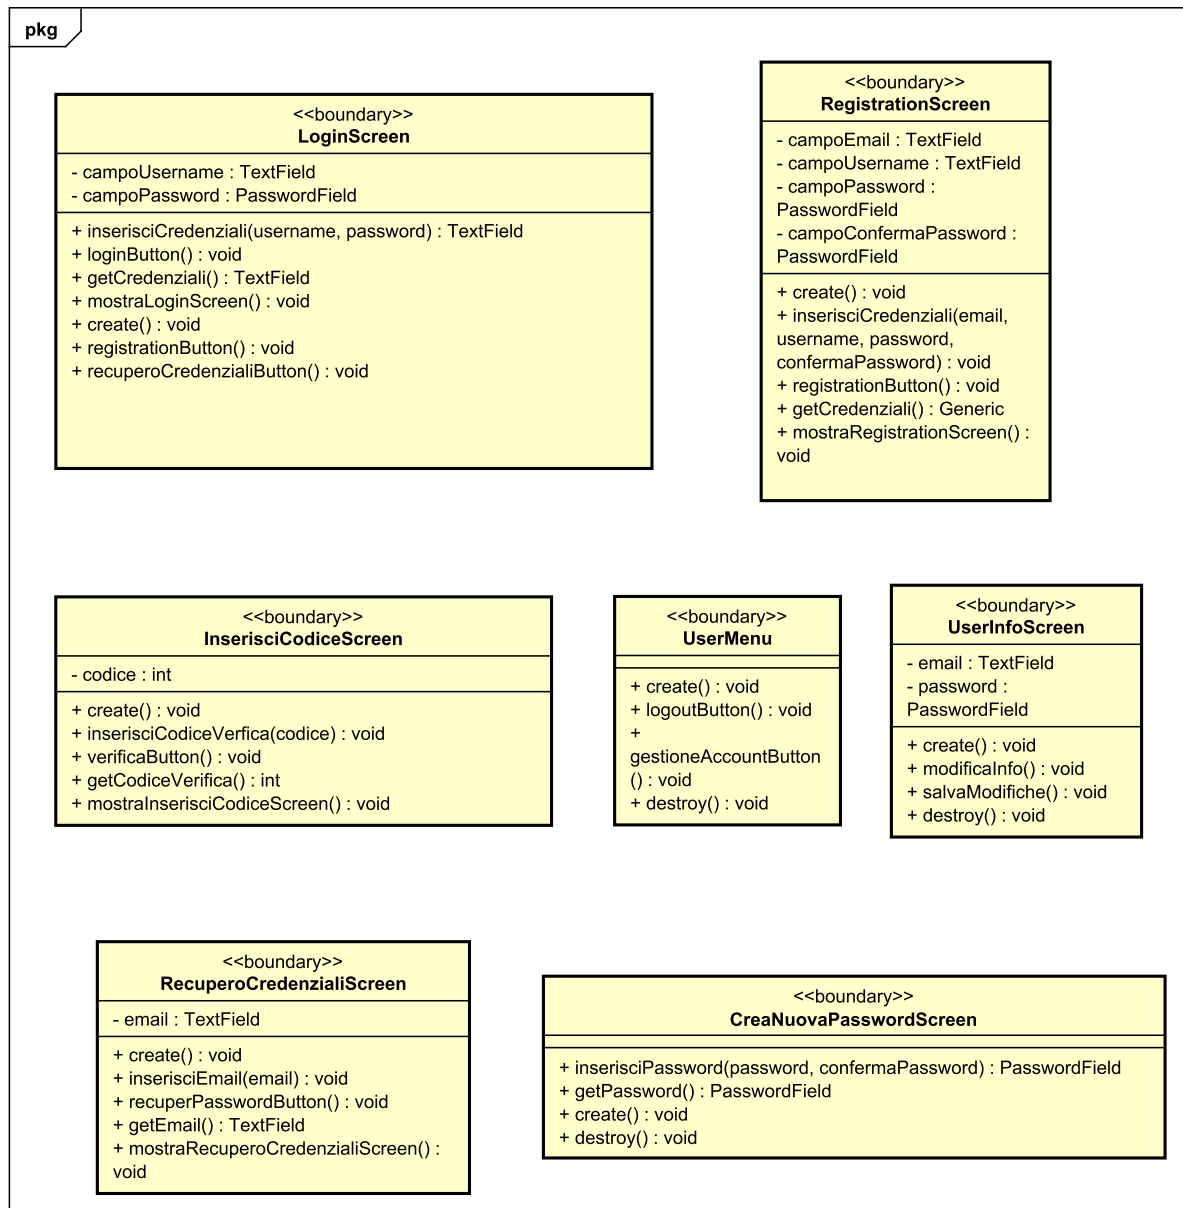 pkg
<<boundary>>
LoginScreen
- campoUsername : TextField
- campoPassword : PasswordField
+ inserisciCredenziali(username, password) : TextField
+ loginButton() : void
+ getCredenziali() : TextField
+ mostraLoginScreen() : void
+ create() : void
+ registrationButton() : void
+ recuperoCredenzialiButton() : void
<<boundary>>
RegistrationScreen
- campoEmail : TextField
- campoUsername : TextField
- campoPassword :
PasswordField
- campoConfermaPassword :
PasswordField
+ create() : void
+ inserisciCredenziali(email,
username, password,
confermaPassword) : void
+ registrationButton() : void
+ getCredenziali() : Generic
+ mostraRegistrationScreen() :
void
<<boundary>>
InserisciCodiceScreen
- codice : int
+ create() : void
+ inserisciCodiceVerfica(codice) : void
+ verificaButton() : void
+ getCodiceVerifica() : int
+ mostraInserisciCodiceScreen() : void
<<boundary>>
UserMenu
+ create() : void
+ logoutButton() : void
+
gestioneAccountButton
() : void
+ destroy() : void
<<boundary>>
UserInfoScreen
- email : TextField
- password :
PasswordField
+ create() : void
+ modificaInfo() : void
+ salvaModifiche() : void
+ destroy() : void
<<boundary>>
RecuperoCredenzialiScreen
- email : TextField
+ create() : void
+ inserisciEmail(email) : void
+ recuperPasswordButton() : void
+ getEmail() : TextField
+ mostraRecuperoCredenzialiScreen() :
void
<<boundary>>
CreaNuovaPasswordScreen
+ inserisciPassword(password, confermaPassword) : PasswordField
+ getPassword() : PasswordField
+ create() : void
+ destroy() : void